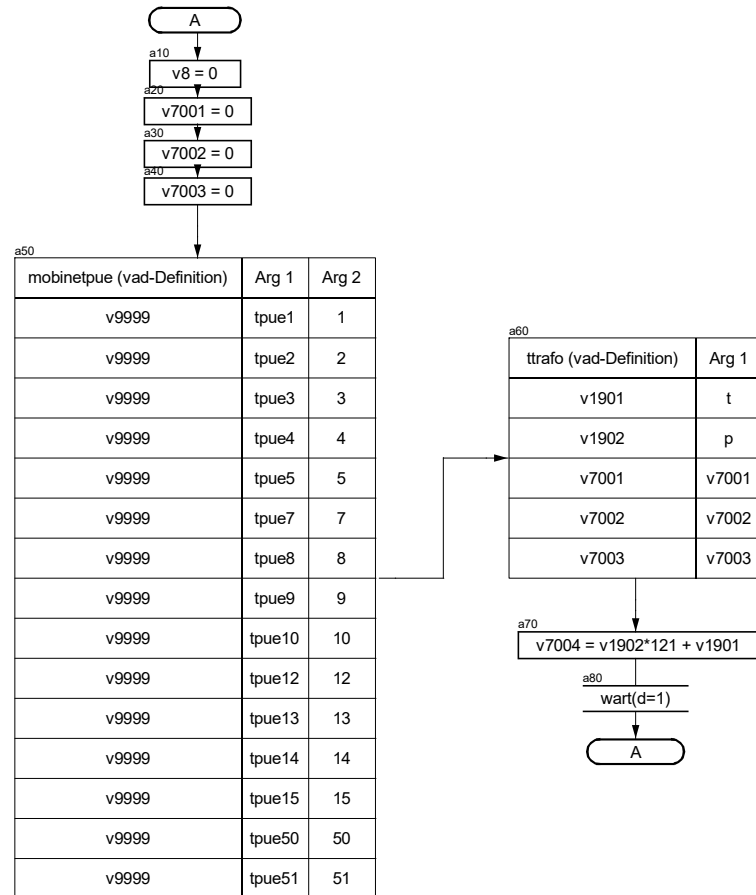 A
a10
v8 = 0
a20
v7001 = 0
a30
v7002 = 0
a40
v7003 = 0
a50
mobinetpue (vad-Definition) Arg 1 Arg 2
v9999 tpue1 1
v9999 tpue2 2
v9999 tpue3 3
v9999 tpue4 4
v9999 tpue5 5
v9999 tpue7 7
v9999 tpue8 8
v9999 tpue9 9
v9999 tpue10 10
v9999 tpue12 12
v9999 tpue13 13
v9999 tpue14 14
v9999 tpue15 15
v9999 tpue50 50
v9999 tpue51 51
a60
ttrafo (vad-Definition) Arg 1
v1901 t
v1902 p
v7001 v7001
v7002 v7002
v7003 v7003
a70
v7004 = v1902*121 + v1901
a80
wart(d=1)
A